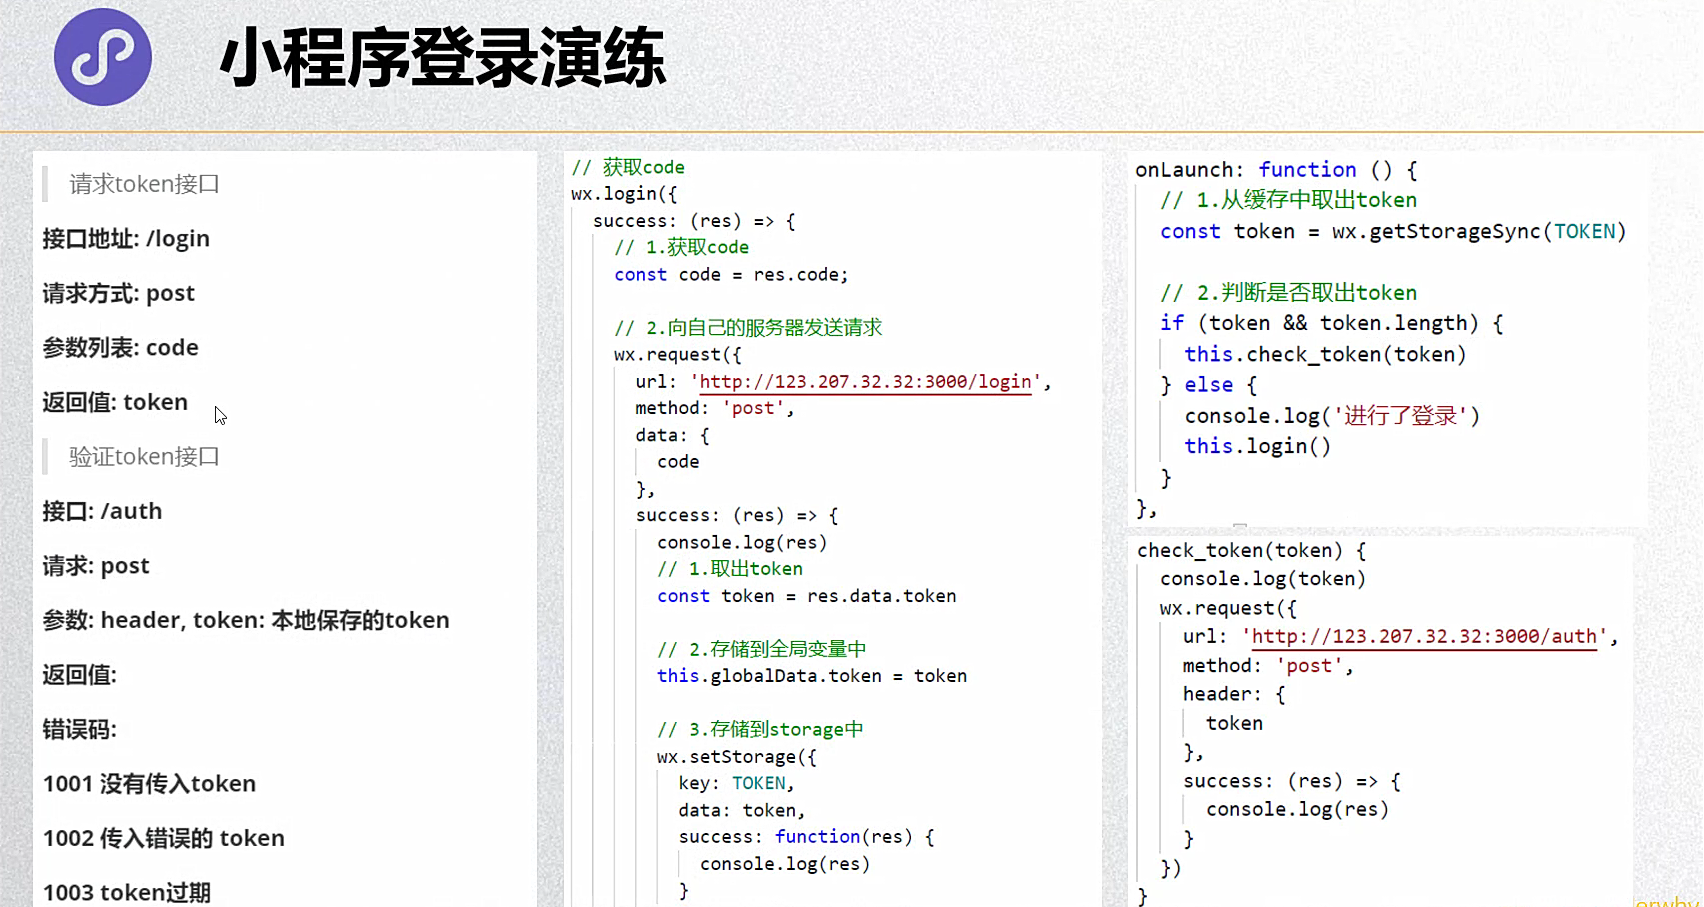 小程序登录演练
请求token接口
接口地址: /login
请求方式: post
参数列表: code
返回值: token
验证token接口
接口: /auth
请求: post
参数: header, token: 本地保存的token
返回值:
错误码:
1001 没有传入token
1002 传入错误的 token
1003 token过期
// 获取code
wx.login({
success: (res) => {
// 1.获取code
const code = res.code;
// 2.向自己的服务器发送请求
wx.request({
url: 'http://123.207.32.32:3000/login',
method: 'post',
data: {
code
},
success: (res) => {
console.log(res)
// 1.取出token
const token = res.data.token
// 2.存储到全局变量中
this.globalData.token = token
// 3.存储到storage中
wx.setStorage({
key: TOKEN,
data: token,
success: function(res) {
console.log(res)
}
onLaunch: function () {
// 1.从缓存中取出token
const token = wx.getStorageSync(TOKEN)
// 2.判断是否取出token
if (token && token.length) {
this.check_token(token)
} else {
console.log('进行了登录')
this.login()
}
},
check_token(token) {
console.log(token)
wx.request({
url: 'http://123.207.32.32:3000/auth',
method: 'post',
header: {
token
},
success: (res) => {
console.log(res)
}
})
}